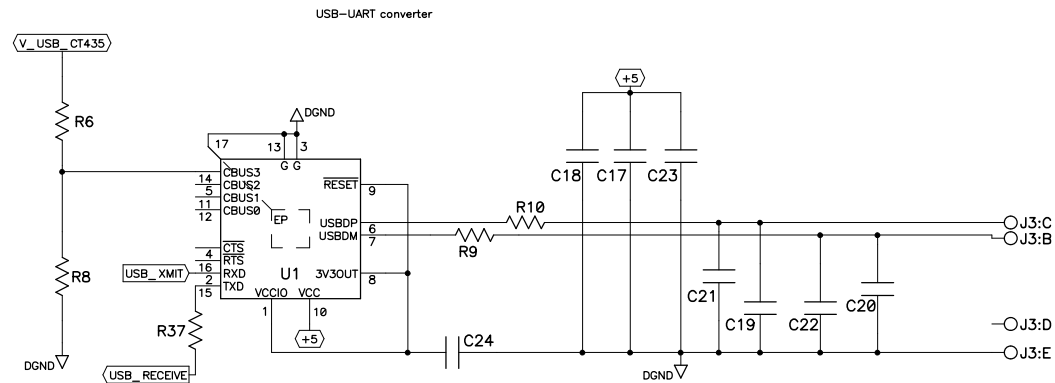 USB-UART converter
V_USB_CT435
+5
DGND
R6
17
13
3
G G
CBUS3
14
CBUS2
5
CBUS1
11
CBUS0
12
RESET
9
C18
C17
C23
EP
USBDP
6
USBDM
7
R10
R9
J3:C
J3:B
CTS
4
RTS
16
RXD
2
TXD
15
USB_XMIT
U1
3V3OUT
8
R8
VCCIO
VCC
1
10
+5
C21
C19
C22
C20
R37
C24
J3:D
J3:E
DGND
USB_RECEIVE
DGND